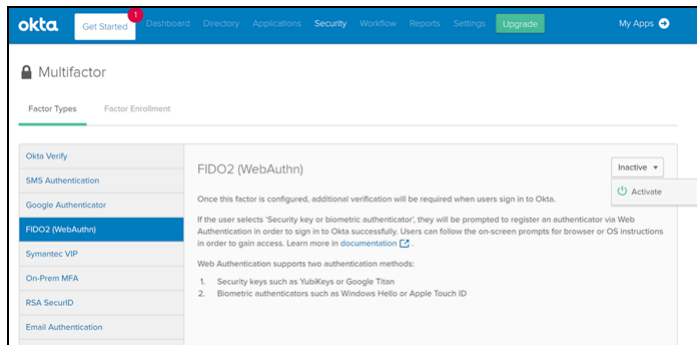 okta Get Started 1 Dashboard Directory Applications Security Workflow Reports Settings Upgrade My Apps
Multifactor
Factor Types Factor Enrollment
Okta Verify
SMS Authentication
Google Authenticator
FIDO2 (WebAuthn)
Symantec VIP
On-Prem MFA
RSA SecurID
Email Authentication
FIDO2 (WebAuthn)
Inactive
Activate
Once this factor is configured, additional verification will be required when users sign in to Okta.
If the user selects 'Security key or biometric authenticator', they will be prompted to register an authenticator via Web
Authentication in order to sign in to Okta successfully. Users can follow the on-screen prompts for browser or OS instructions
in order to gain access. Learn more in documentation .
Web Authentication supports two authentication methods:
1. Security keys such as YubiKeys or Google Titan
2. Biometric authenticators such as Windows Hello or Apple Touch ID